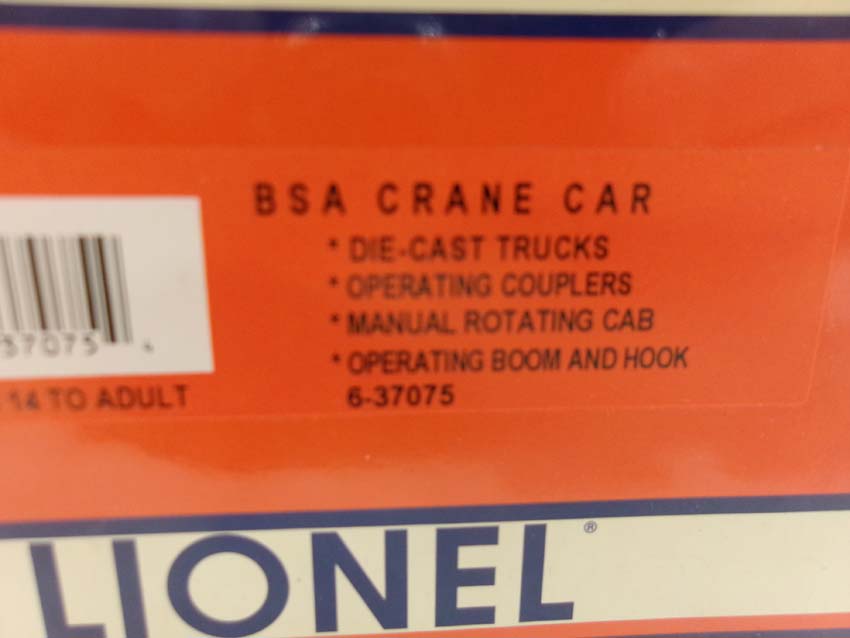 BSA CRANE CAR
* DIE-CAST TRUCKS
* OPERATING COUPLERS
* MANUAL ROTATING CAB
* OPERATING BOOM AND HOOK
6-37075
37075
14 TO ADULT
LIONEL®